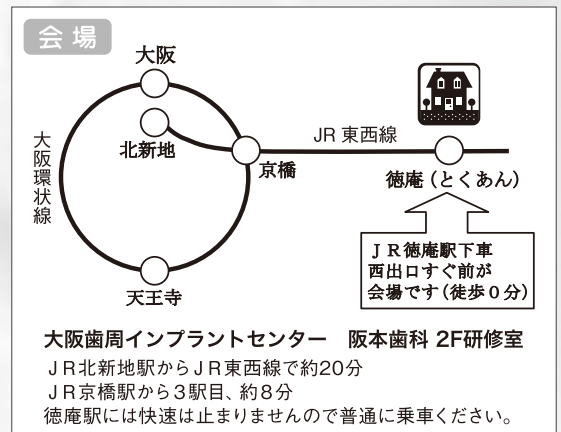 会場
大阪
北新地
大阪環状線
京橋
JR 東西線
徳庵（とくあん）
天王寺
ＪＲ徳庵駅下車
西出口すぐ前が
会場です（徒歩０分）
大阪歯周インプラントセンター　阪本歯科 2F研修室
ＪＲ北新地駅からＪＲ東西線で約20分
ＪＲ京橋駅から3駅目、約8分
徳庵駅には快速は止まりませんので普通に乗車ください。